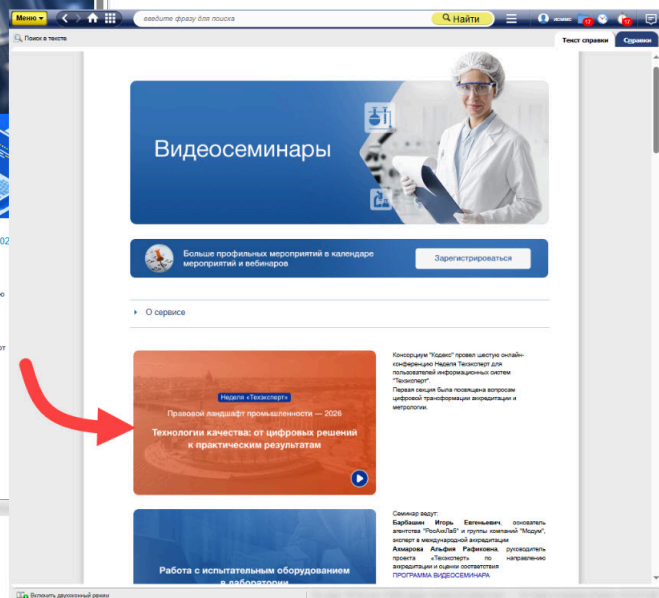 Меню
введите фразу для поиска
Найти
17
17
Поиск в тексте
Текст справки
Справки
Видеосеминары
Больше профильных мероприятий в календаре
мероприятий и вебинаров
Зарегистрироваться
О сервисе
Неделя «Техэксперт»
Правовой ландшафт промышленности — 2026
Технологии качества: от цифровых решений
к практическим результатам
Консорциум "Кодекс" провел шестую онлайн-
конференцию Неделя Техэксперт для
пользователей информационных систем
"Техэксперт".
Первая секция была посвящена вопросам
цифровой трансформации аккредитации и
метрологии.
Работа с испытательным оборудованием
в лаборатории
Семинар ведут:
Барбашин Игорь Евгеньевич, основатель
агентства "РосАккЛаб" и группы компаний "Модум",
эксперт в международной аккредитации
Ахмарова Альфия Рафиковна, руководитель
проекта «Техэксперт» по направлению
аккредитации и оценки соответствия
ПРОГРАММА ВИДЕОСЕМИНАРА
Включить двухоконный режим